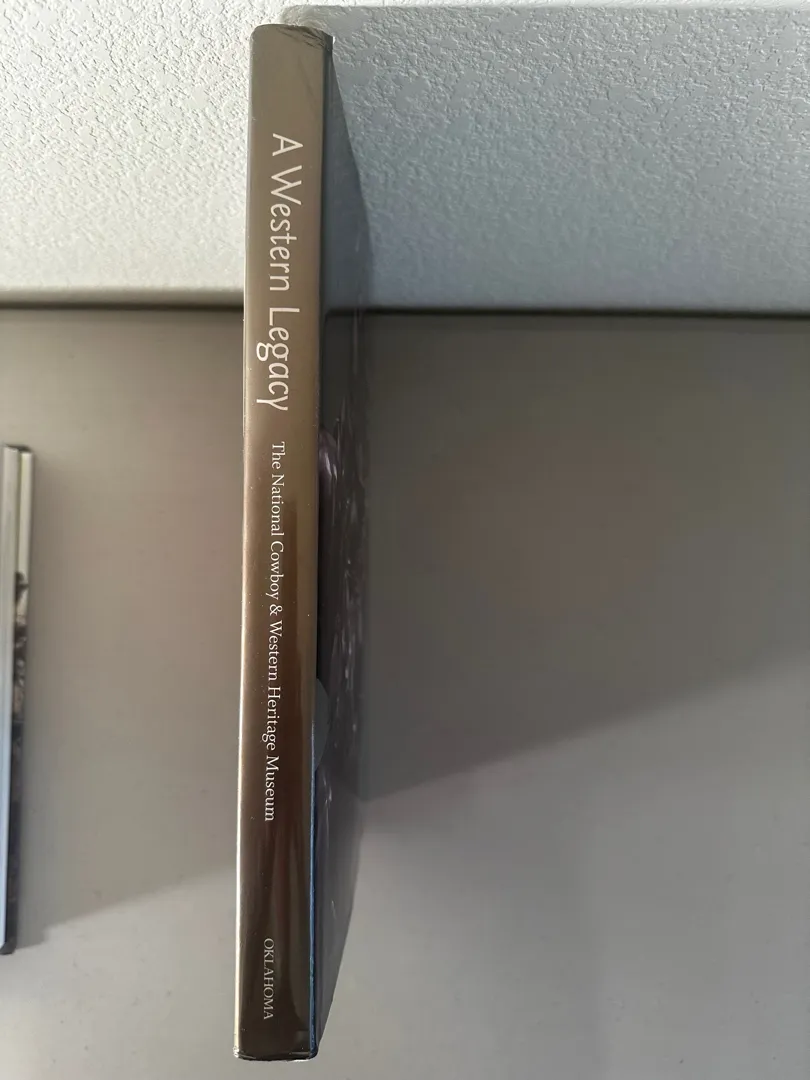 A Western Legacy
The National Cowboy & Western Heritage Museum
OKLAHOMA